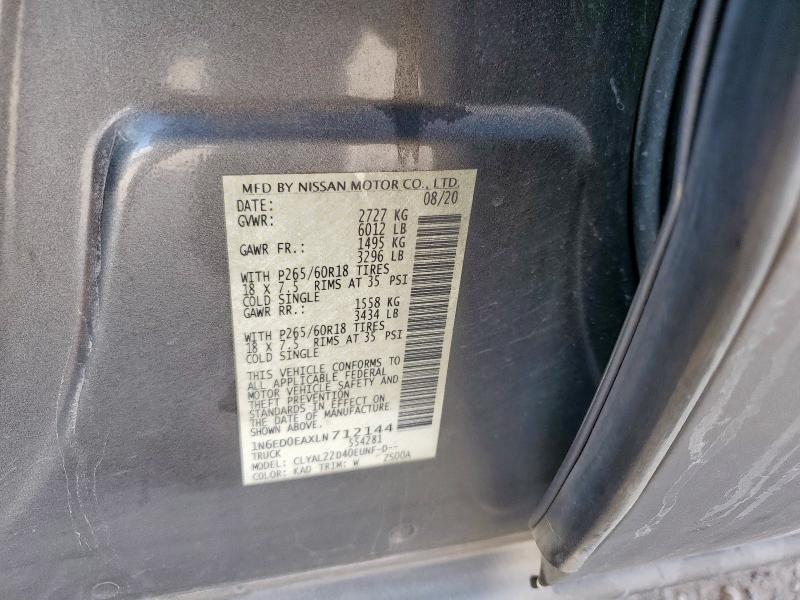 MFD BY NISSAN MOTOR CO., LTD.
DATE: 08/20
GVWR: 2727 KG
6012 LB
GAWR FR.: 1495 KG
3296 LB
WITH P265/60R18 TIRES
18 X 7.5 RIMS AT 35 PSI
COLD SINGLE
GAWR RR.: 1558 KG
3434 LB
WITH P265/60R18 TIRES
18 X 7.5 RIMS AT 35 PSI
COLD SINGLE
THIS VEHICLE CONFORMS TO
ALL APPLICABLE FEDERAL
MOTOR VEHICLE SAFETY AND
THEFT PREVENTION
STANDARDS IN EFFECT ON
THE DATE OF MANUFACTURE
SHOWN ABOVE.
1N6ED0EAXLN712144
TRUCK 554281
MODEL: CLYAL22D40EUNF-D--
COLOR: KAD TRIM: W 2S00A